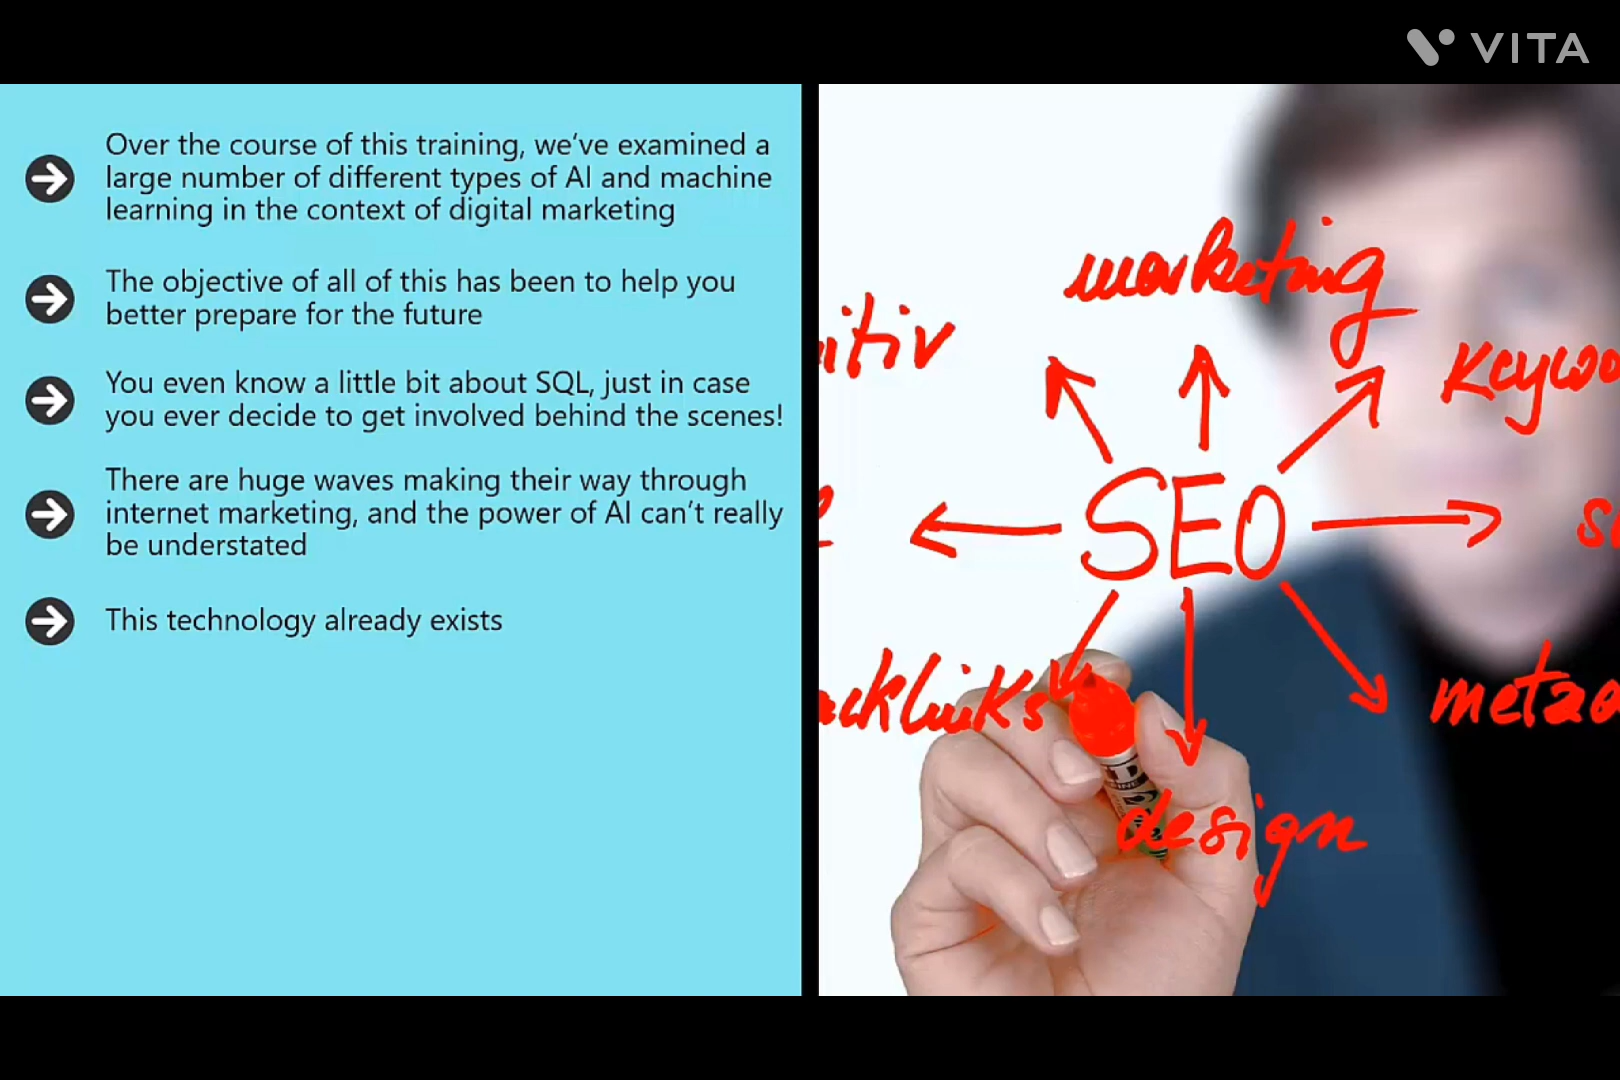 VITA
Over the course of this training, we've examined a
large number of different types of AI and machine
learning in the context of digital marketing
The objective of all of this has been to help you
better prepare for the future
You even know a little bit about SQL, just in case
you ever decide to get involved behind the scenes!
There are huge waves making their way through
internet marketing, and the power of AI can't really
be understated
This technology already exists
marketing
SEO
design